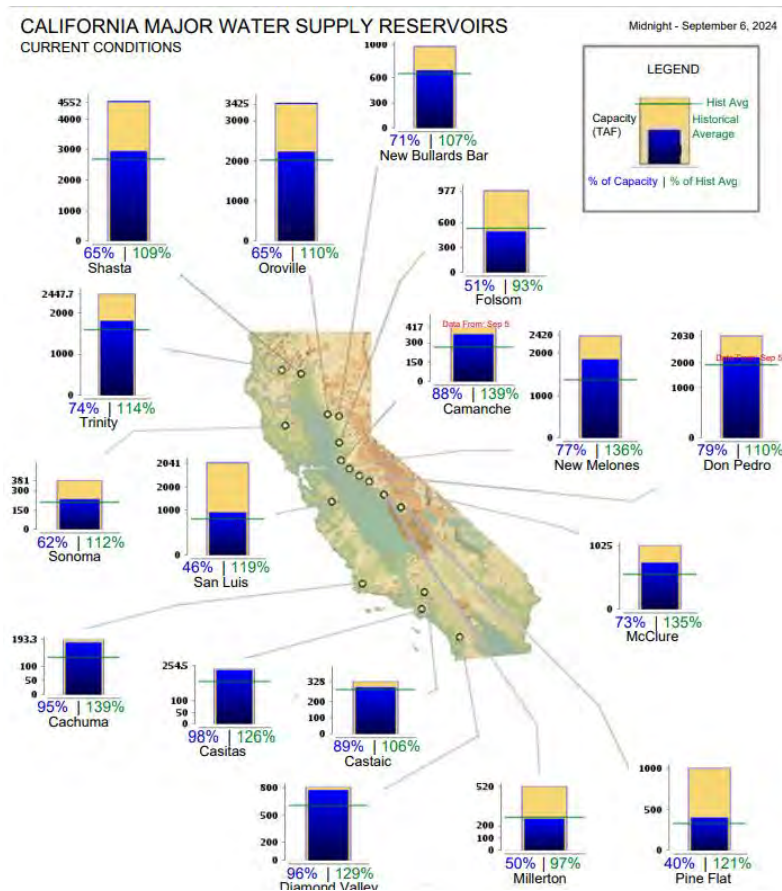 CALIFORNIA MAJOR WATER SUPPLY RESERVOIRS
CURRENT CONDITIONS
Midnight - September 6, 2024
LEGEND
Capacity
(TAF)
Hist Avg
Historical
Average
% of Capacity | % of Hist Avg
4552
4000
3000
2000
1000
0
65% | 109%
Shasta
3425
3000
2000
1000
0
65% | 110%
Oroville
1000
600
300
0
71% | 107%
New Bullards Bar
977
600
300
0
51% | 93%
Folsom
2447.7
2000
1000
0
74% | 114%
Trinity
417
300
150
0
Data From: Sep 5
88% | 139%
Camanche
2420
2000
1000
0
77% | 136%
New Melones
2030
2000
1000
0
79% | 110%
Don Pedro
381
300
150
0
62% | 112%
Sonoma
2041
2000
1000
0
46% | 119%
San Luis
1025
0
73% | 135%
McClure
193.3
100
50
0
95% | 139%
Cachuma
254.5
100
50
0
98% | 126%
Casitas
325
200
100
0
89% | 106%
Castaic
800
500
200
0
96% | 129%
Diamond Valley
520
200
100
0
50% | 97%
Millerton
1000
500
0
40% | 121%
Pine Flat